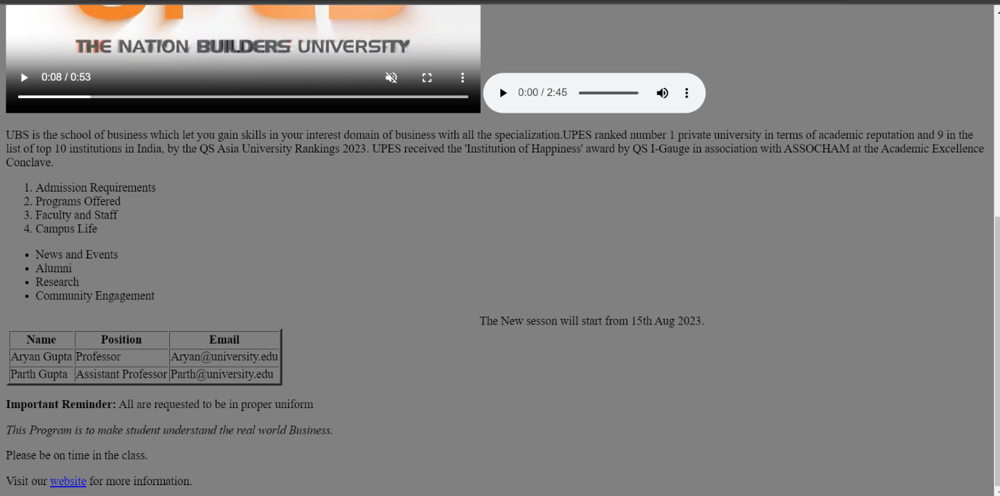 THE NATION BUILDERS UNIVERSITY
0:08 / 0:53
0:00 / 2:45
UBS is the school of business which let you gain skills in your interest domain of business with all the specialization.UPES ranked number 1 private university in terms of academic reputation and 9 in the
list of top 10 institutions in India, by the QS Asia University Rankings 2023. UPES received the 'Institution of Happiness' award by QS I-Gauge in association with ASSOCHAM at the Academic Excellence
Conclave.
1. Admission Requirements
2. Programs Offered
3. Faculty and Staff
4. Campus Life
• News and Events
• Alumni
• Research
• Community Engagement
The New sesson will start from 15th Aug 2023.
Name Position Email
Aryan Gupta Professor Aryan@university.edu
Parth Gupta Assistant Professor Parth@university.edu
Important Reminder: All are requested to be in proper uniform
This Program is to make student understand the real world Business.
Please be on time in the class.
Visit our website for more information.